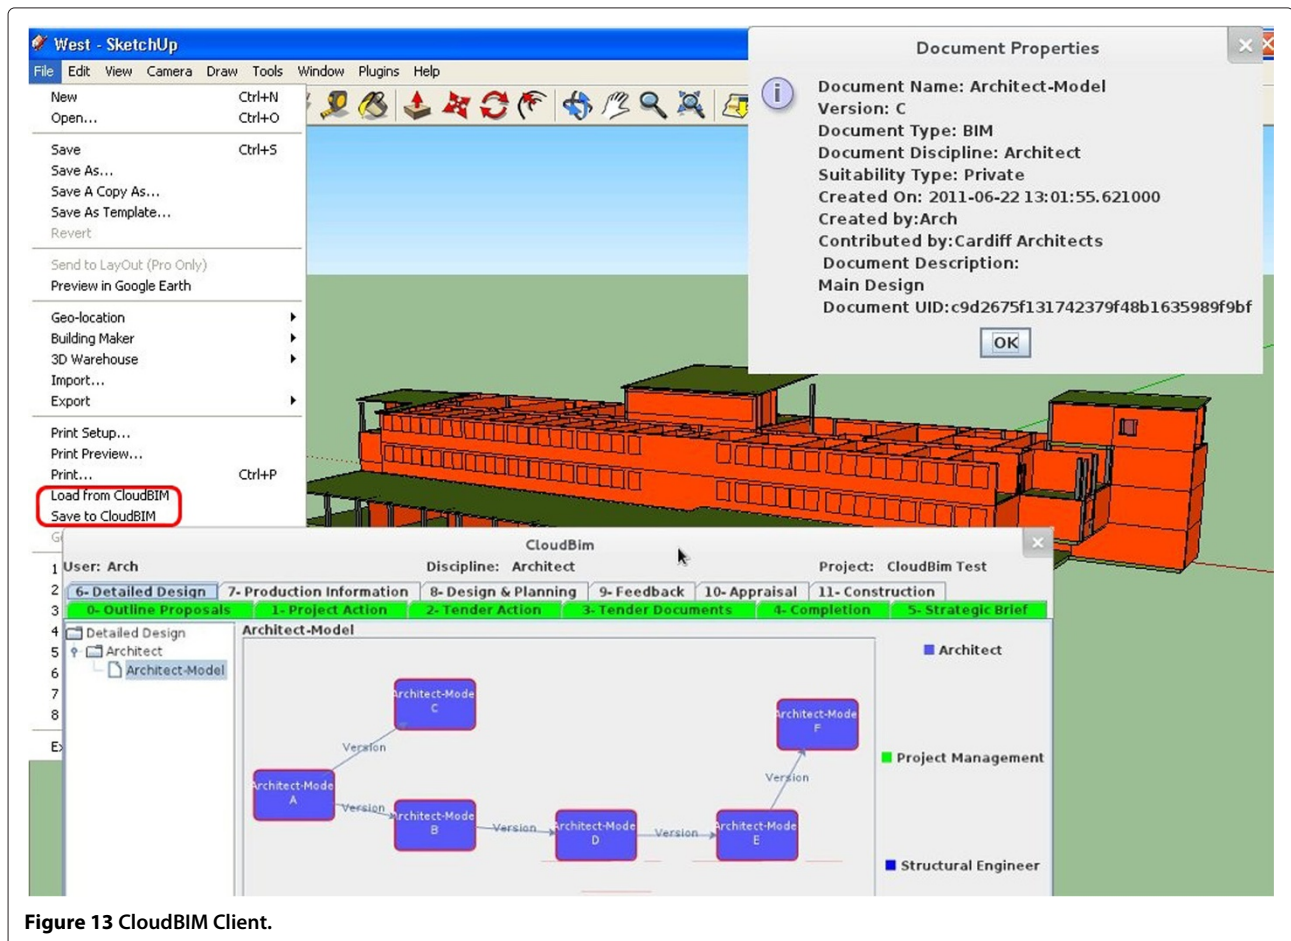 West - SketchUp
File Edit View Camera Draw Tools Window Plugins Help
New Ctrl+N
Open... Ctrl+O
Save Ctrl+S
Save As...
Save A Copy As...
Save As Template...
Revert
Send to LayOut (Pro Only)
Preview in Google Earth
Geo-location
Building Maker
3D Warehouse
Import...
Export
Print Setup...
Print Preview...
Print... Ctrl+P
Load from CloudBIM
Save to CloudBIM
1
2
3
4
5
6
7
8
Document Properties
Document Name: Architect-Model
Version: C
Document Type: BIM
Document Discipline: Architect
Suitability Type: Private
Created On: 2011-06-22 13:01:55.621000
Created by:Arch
Contributed by:Cardiff Architects
Document Description:
Main Design
Document UID:c9d2675f131742379f48b1635989f9bf
OK
CloudBim
User: Arch Discipline: Architect Project: CloudBim Test
6- Detailed Design 7- Production Information 8- Design & Planning 9- Feedback 10- Appraisal 11- Construction
0- Outline Proposals 1- Project Action 2- Tender Action 3- Tender Documents 4- Completion 5- Strategic Brief
Detailed Design
Architect
Architect-Model
Architect-Model
Architect-Mode
C
Version
Architect-Mode
A
Version
Architect-Mode
B
Version
Architect-Mode
D
Version
Architect-Mode
E
Version
Architect-Mode
F
Architect
Project Management
Structural Engineer
Figure 13 CloudBIM Client.